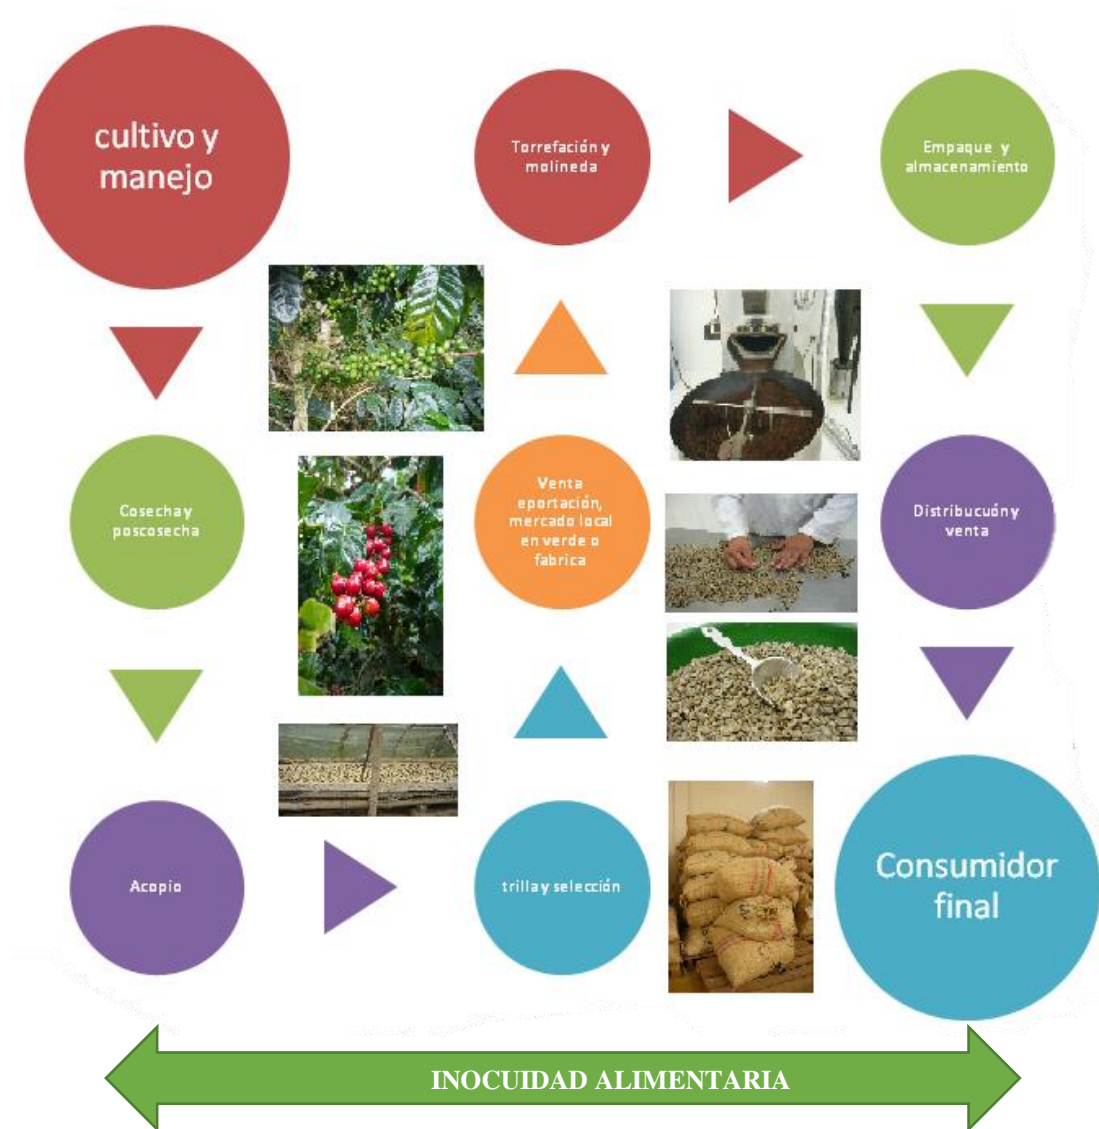 cultivo y
manejo
Cosecha y
poscosecha
Acopio
trilla y selección
Venta
eportación,
mercado local
en verde o
fabrica
Torrefación y
molineda
Empaque y
almacenamiento
Distribucuón y
venta
Consumidor
final
INOCUIDAD ALIMENTARIA